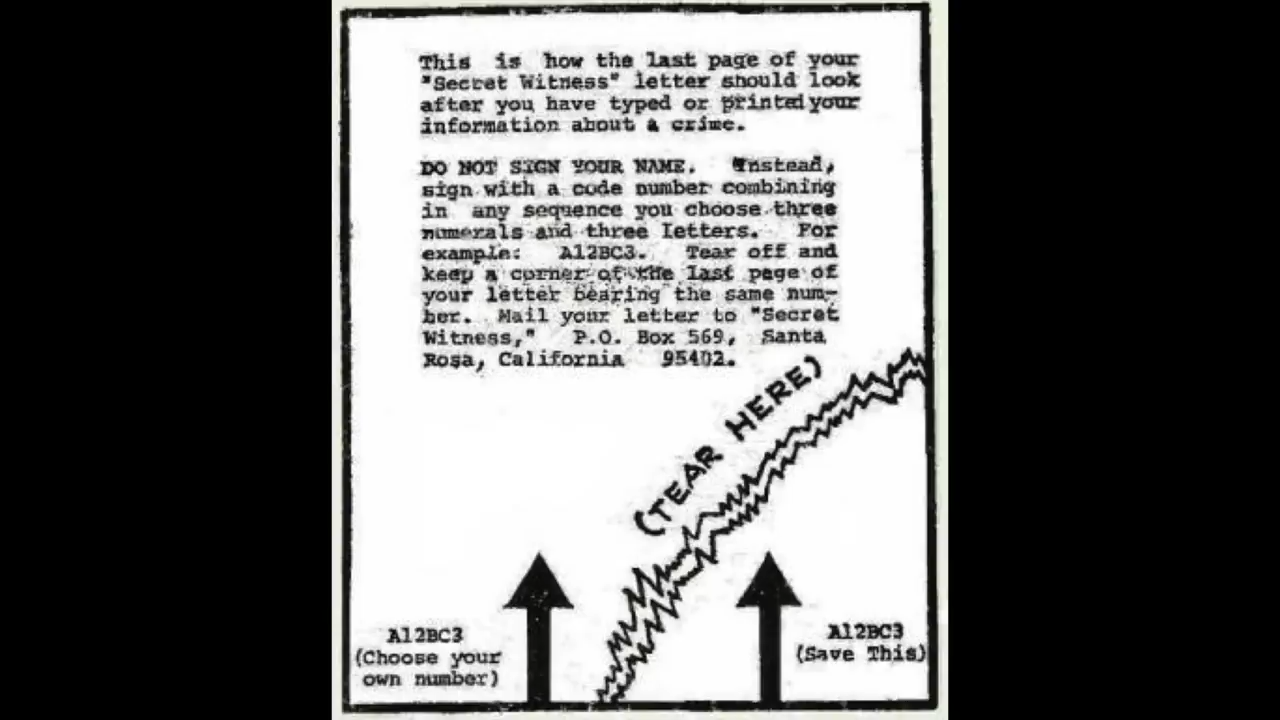 This is how the last page of your
"Secret Witness" letter should look
after you have typed or printed your
information about a crime.
DO NOT SIGN YOUR NAME. Instead,
sign with a code number combining
in any sequence you choose three
numerals and three letters. For
example: A12BC3. Tear off and
keep a corner of the last page of
your letter bearing the same num-
ber. Mail your letter to "Secret
Witness," P.O. Box 569, Santa
Rosa, California 95402.
(TEAR HERE)
A12BC3
(Choose your
own number)
A12BC3
(Save This)